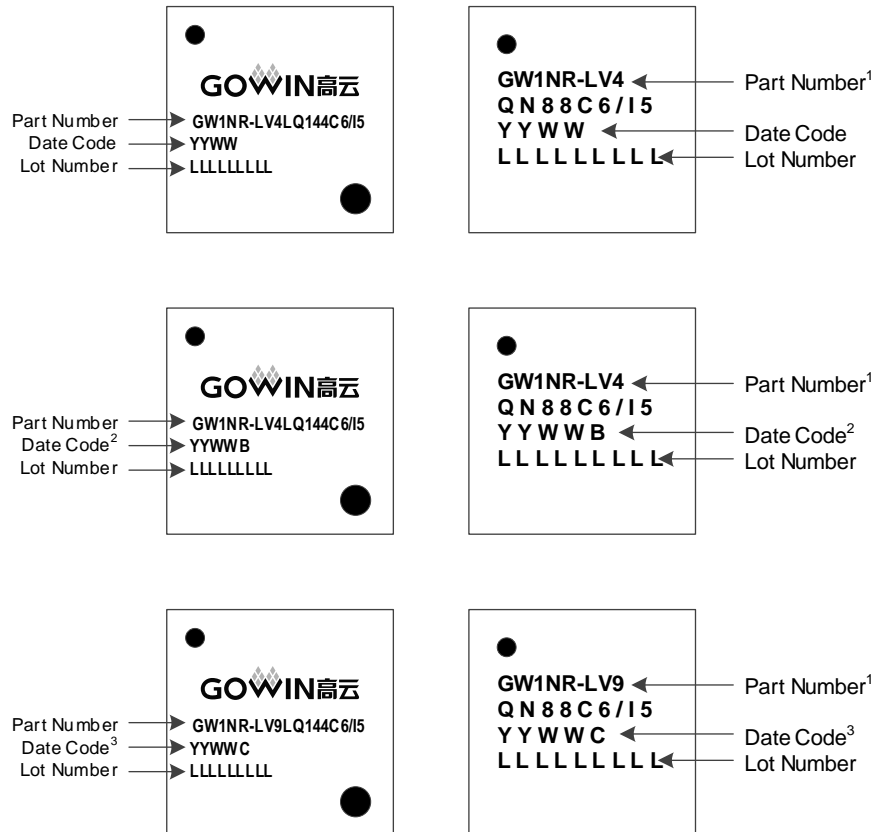 GOWIN高云
Part Number
GW1NR-LV4LQ144C6/I5
Date Code
YYWW
Lot Number
LLLLLLLLL
GW1NR-LV4
Part Number1
QN88C6/I5
YYWW
Date Code
LLLLLLLLL
Lot Number
GOWIN高云
Part Number
GW1NR-LV4LQ144C6/I5
Date Code2
YYWWB
Lot Number
LLLLLLLLL
GW1NR-LV4
Part Number1
QN88C6/I5
YYWWB
Date Code2
LLLLLLLLL
Lot Number
GOWIN高云
Part Number
GW1NR-LV9LQ144C6/I5
Date Code3
YYWWC
Lot Number
LLLLLLLLL
GW1NR-LV9
Part Number1
QN88C6/I5
YYWWC
Date Code3
LLLLLLLLL
Lot Number